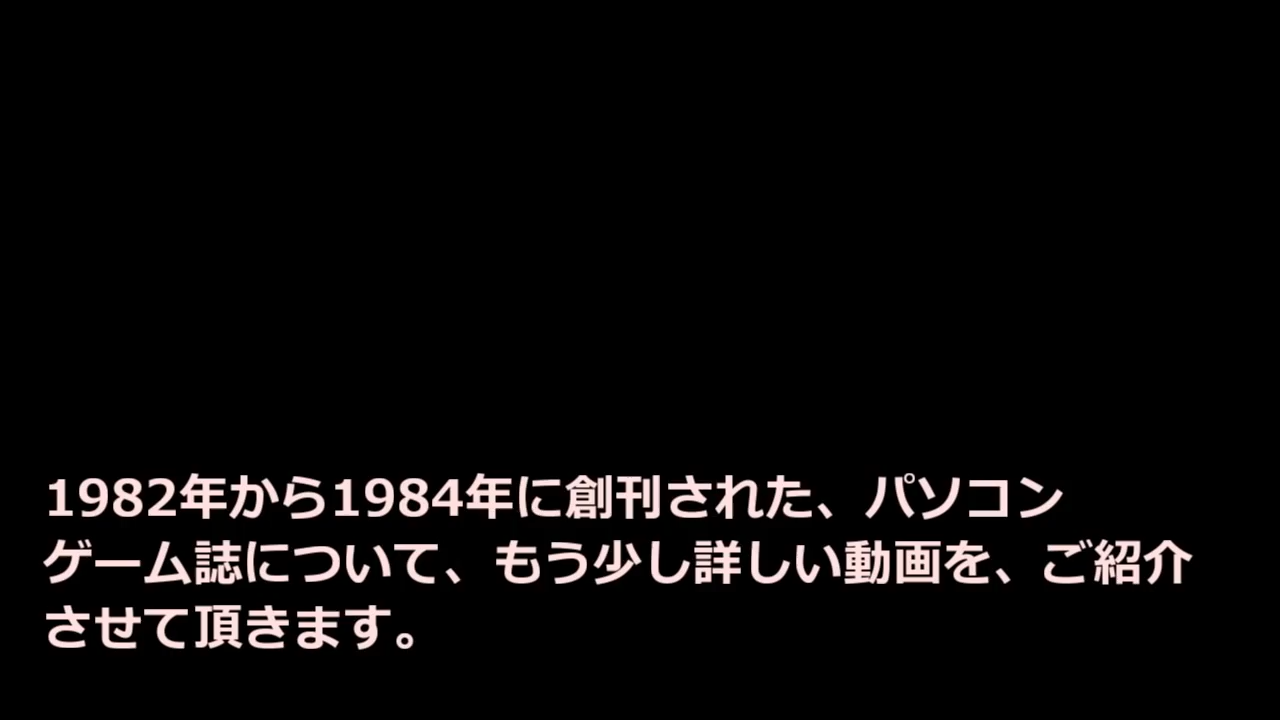 1982年から1984年に創刊された、パソコン
ゲーム誌について、もう少し詳しい動画を、ご紹介
させて頂きます。